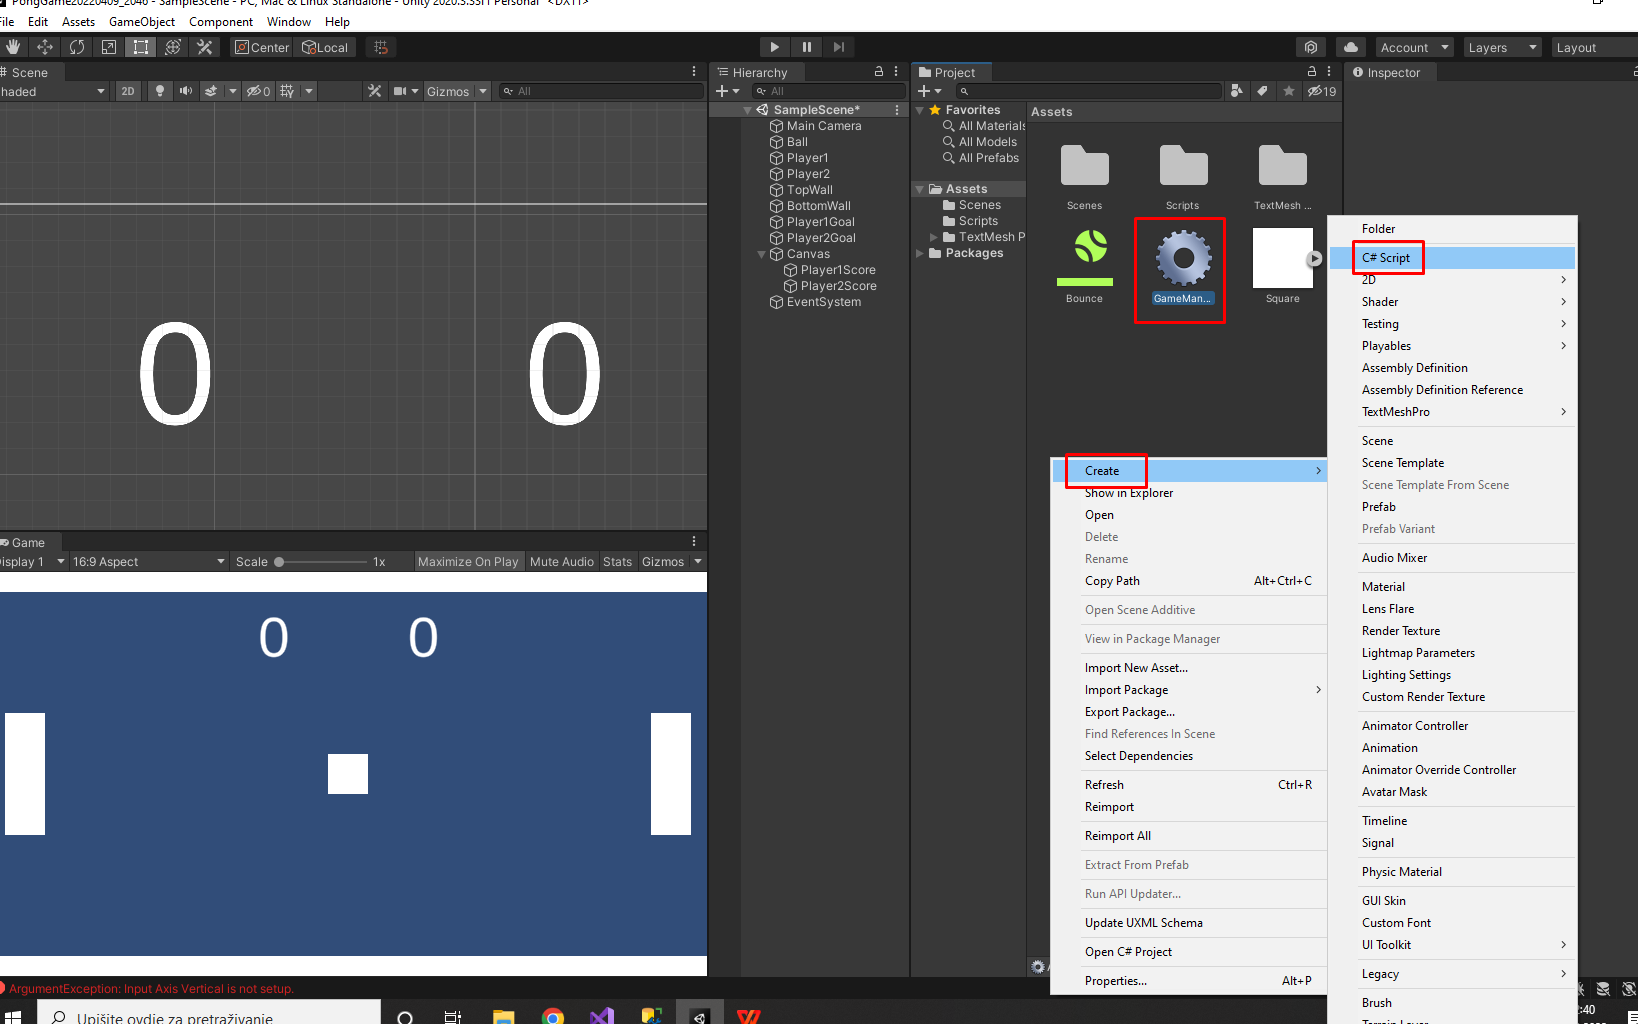 PongGame20220409_2046 - SampleScene - PC, Mac & Linux Standalone - Unity 2020.3.33f1 Personal <DX11>
File Edit Assets GameObject Component Window Help
Center Local
Account Layers Layout
Scene
haded 2D 0 Gizmos All
Game
isplay 1 16:9 Aspect Scale 1x Maximize On Play Mute Audio Stats Gizmos
0 0
0 0
Hierarchy
All
SampleScene*
Main Camera
Ball
Player1
Player2
TopWall
BottomWall
Player1Goal
Player2Goal
Canvas
Player1Score
Player2Score
EventSystem
Project
19
Favorites
All Materials
All Models
All Prefabs
Assets
Scenes
Scripts
TextMesh P
Packages
Assets
Scenes
Scripts
TextMesh ...
Bounce
GameMan...
Square
Inspector
Create
Show in Explorer
Open
Delete
Rename
Copy Path Alt+Ctrl+C
Open Scene Additive
View in Package Manager
Import New Asset...
Import Package
Export Package...
Find References In Scene
Select Dependencies
Refresh Ctrl+R
Reimport
Reimport All
Extract From Prefab
Run API Updater...
Update UXML Schema
Open C# Project
Properties... Alt+P
Folder
C# Script
2D
Shader
Testing
Playables
Assembly Definition
Assembly Definition Reference
TextMeshPro
Scene
Scene Template
Scene Template From Scene
Prefab
Prefab Variant
Audio Mixer
Material
Lens Flare
Render Texture
Lightmap Parameters
Lighting Settings
Custom Render Texture
Animator Controller
Animation
Animator Override Controller
Avatar Mask
Timeline
Signal
Physic Material
GUI Skin
Custom Font
UI Toolkit
Legacy
Brush
Terrain Layer
ArgumentException: Input Axis Vertical is not setup.
Upišite ovdje za pretraživanje
:40